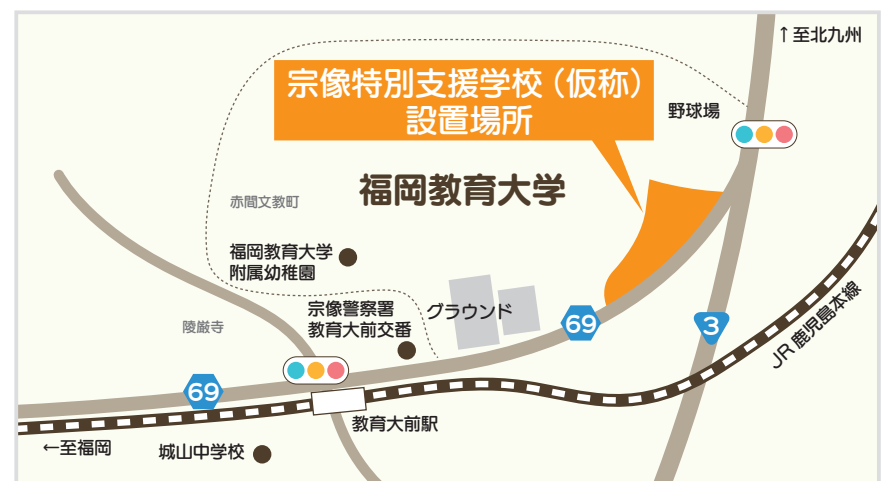 ↑至北九州
宗像特別支援学校（仮称）
設置場所
野球場
福岡教育大学
赤間文教町
福岡教育大学
附属幼稚園
宗像警察署
教育大前交番
グラウンド
陵厳寺
69
3
JR鹿児島本線
69
教育大前駅
←至福岡
城山中学校